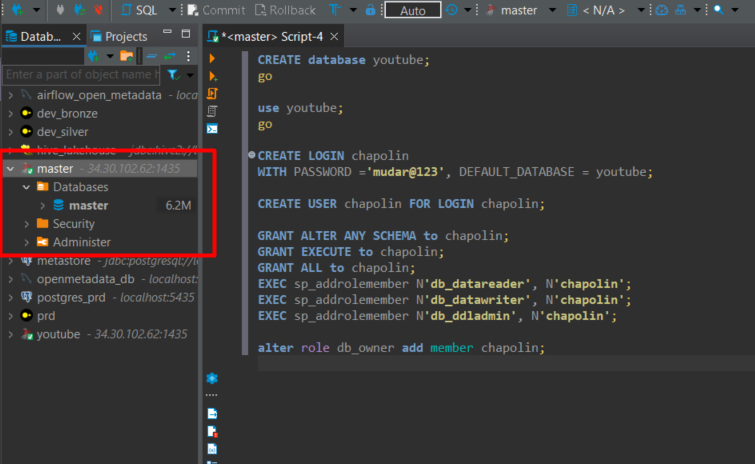 SQL
Commit
Rollback
Auto
master
< N/A >
Datab...
Projects
*<master> Script-4
Enter a part of object name h
airflow_open_metadata - loca
dev_bronze
dev_silver
hive_lakehouse - jdbc:hive2://l
master - 34.30.102.62:1435
Databases
master 6.2M
Security
Administer
metastore - jdbc:postgresql://lo
openmetadata_db - localhost:
postgres_prd - localhost:5435
prd
youtube - 34.30.102.62:1435
CREATE database youtube;
go
use youtube;
go
CREATE LOGIN chapolin
WITH PASSWORD ='mudar@123', DEFAULT_DATABASE = youtube;
CREATE USER chapolin FOR LOGIN chapolin;
GRANT ALTER ANY SCHEMA to chapolin;
GRANT EXECUTE to chapolin;
GRANT ALL to chapolin;
EXEC sp_addrolemember N'db_datareader', N'chapolin';
EXEC sp_addrolemember N'db_datawriter', N'chapolin';
EXEC sp_addrolemember N'db_ddladmin', N'chapolin';
alter role db_owner add member chapolin;